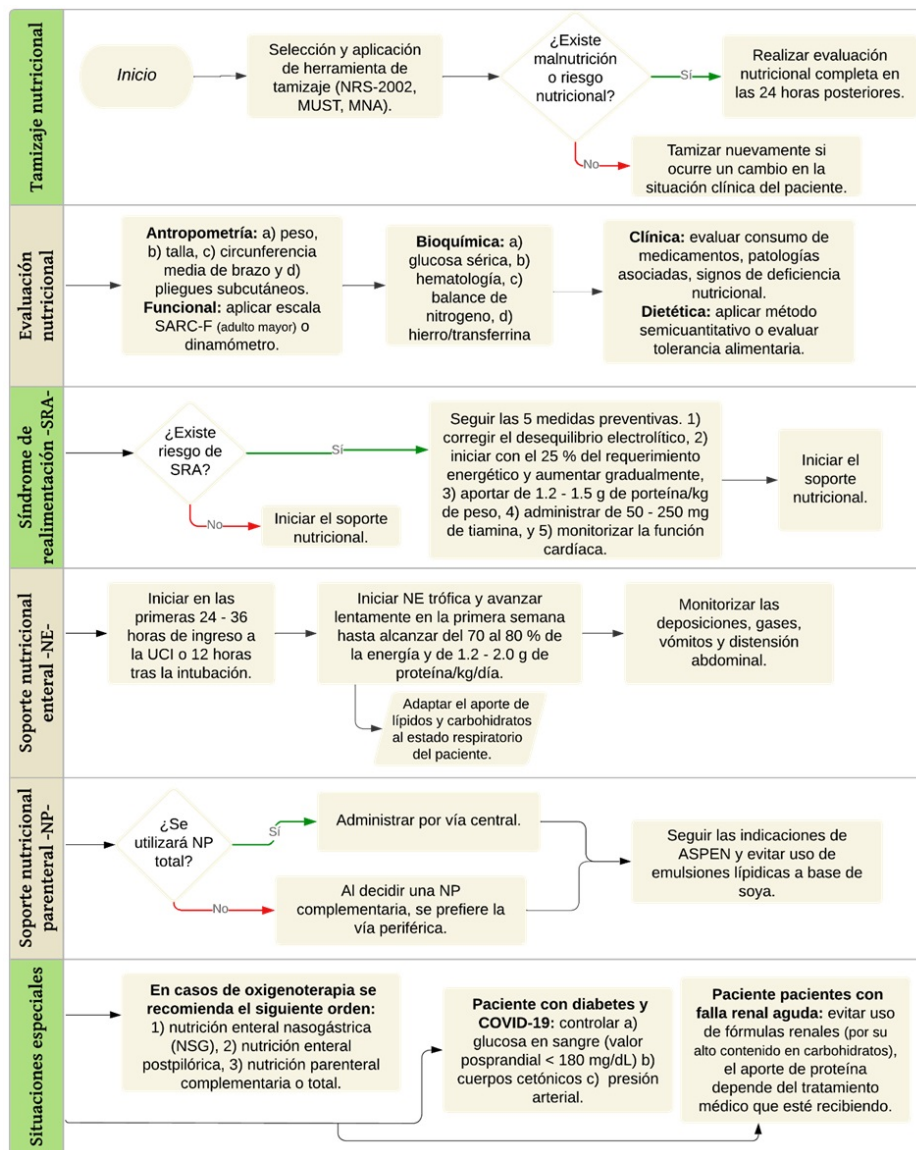 Tamizaje nutricional
Inicio
Selección y aplicación
de herramienta de
tamizaje (NRS-2002,
MUST, MNA).
¿Existe
malnutrición
o riesgo
nutricional?
Sí
Realizar evaluación
nutricional completa en
las 24 horas posteriores.
No
Tamizar nuevamente si
ocurre un cambio en la
situación clínica del paciente.
Evaluación
nutricional
Antropometría: a) peso,
b) talla, c) circunferencia
media de brazo y d)
pliegues subcutáneos.
Funcional: aplicar escala
SARC-F (adulto mayor) o
dinamómetro.
Bioquímica: a)
glucosa sérica, b)
hematología, c)
balance de
nitrogeno, d)
hierro/transferrina
Clínica: evaluar consumo de
medicamentos, patologías
asociadas, signos de deficiencia
nutricional.
Dietética: aplicar método
semicuantitativo o evaluar
tolerancia alimentaria.
Síndrome de
realimentación -SRA-
¿Existe
riesgo de
SRA?
Sí
Seguir las 5 medidas preventivas. 1)
corregir el desequilibrio electrolítico, 2)
iniciar con el 25 % del requerimiento
energético y aumentar gradualmente,
3) aportar de 1.2 - 1.5 g de porteína/kg
de peso, 4) administrar de 50 - 250 mg
de tiamina, y 5) monitorizar la función
cardíaca.
Iniciar el
soporte
nutricional.
No
Iniciar el soporte
nutricional.
Soporte nutricional
enteral -NE-
Iniciar en las
primeras 24 - 36
horas de ingreso a
la UCI o 12 horas
tras la intubación.
Iniciar NE trófica y avanzar
lentamente en la primera semana
hasta alcanzar del 70 al 80 % de
la energía y de 1.2 - 2.0 g de
proteína/kg/día.
Monitorizar las
deposiciones, gases,
vómitos y distensión
abdominal.
Adaptar el aporte de
lípidos y carbohidratos
al estado respiratorio
del paciente.
Soporte nutricional
parenteral -NP-
¿Se
utilizará NP
total?
Sí
Administrar por vía central.
No
Al decidir una NP
complementaria, se prefiere la
vía periférica.
Seguir las indicaciones de
ASPEN y evitar uso de
emulsiones lípidicas a base de
soya.
Situaciones especiales
En casos de oxigenoterapia se
recomienda el siguiente orden:
1) nutrición enteral nasogástrica
(NSG), 2) nutrición enteral
postpilórica, 3) nutrición parenteral
complementaria o total.
Paciente con diabetes y
COVID-19: controlar a)
glucosa en sangre (valor
posprandial < 180 mg/dL) b)
cuerpos cetónicos c) presión
arterial.
Paciente pacientes con
falla renal aguda: evitar uso
de fórmulas renales (por su
alto contenido en carbohidratos),
el aporte de proteína
depende del tratamiento
médico que esté recibiendo.